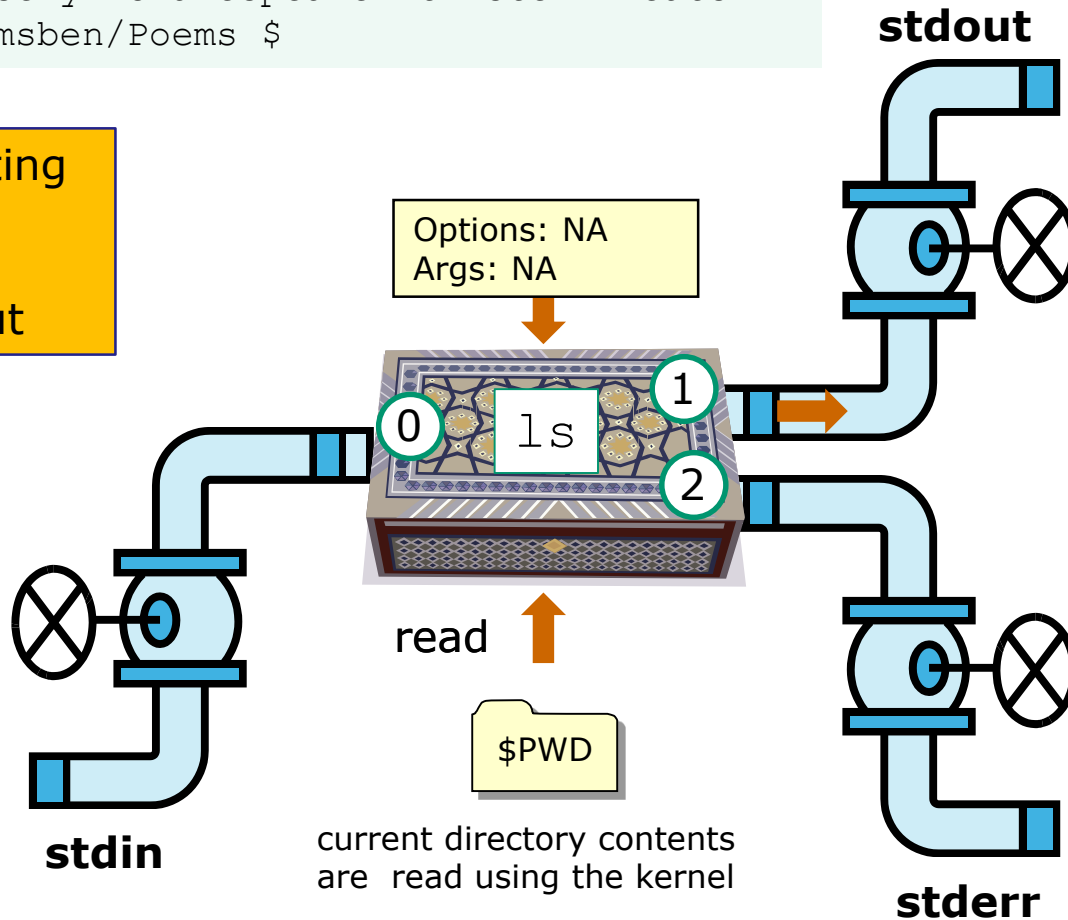 msben/Poems $
stdout
ting
ut
Options: NA
Args: NA
0
1
ls
2
read
$PWD
stdin
current directory contents
are read using the kernel
stderr